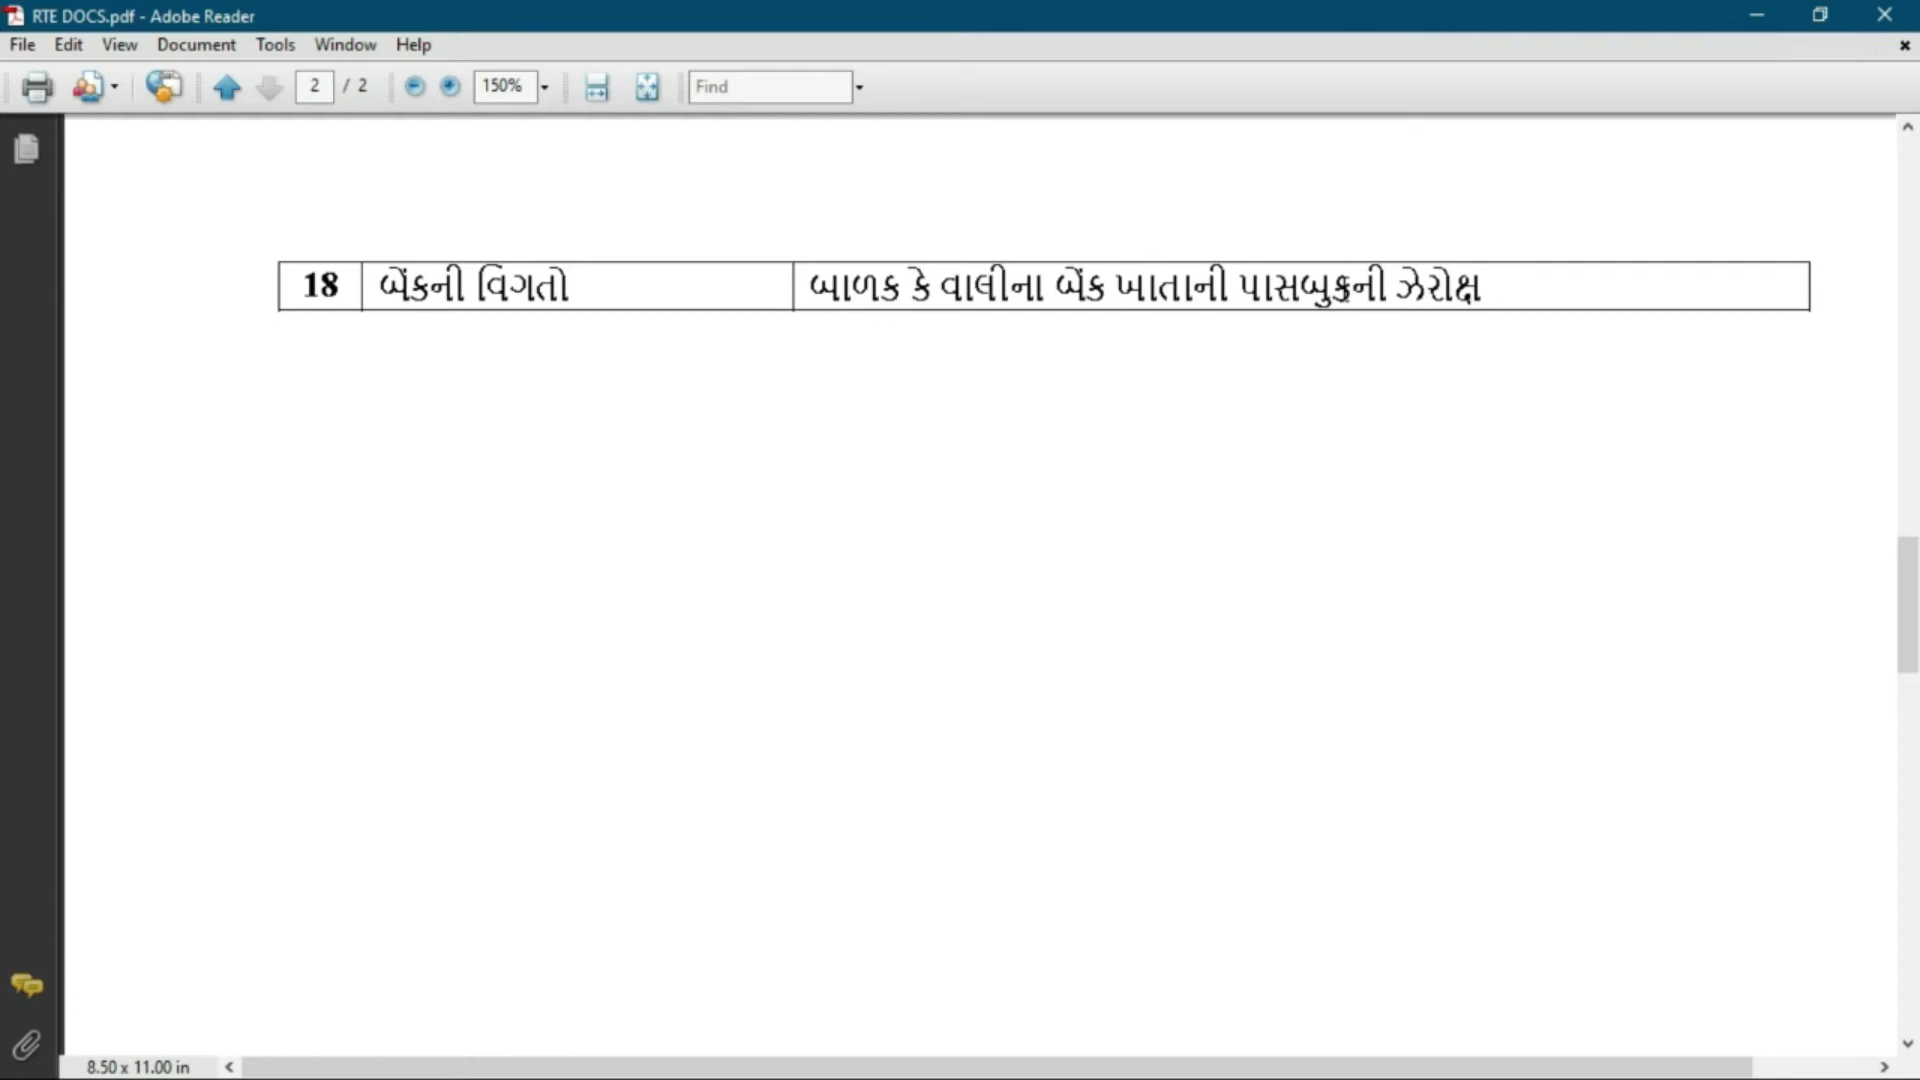 RTE DOCS.pdf - Adobe Reader
File Edit View Document Tools Window Help
2 / 2 150% Find
18 બેંકની વિગતો બાળક કે વાલીના બેંક ખાતાની પાસબુકની ઝેરોક્ષ
8.50 x 11.00 in